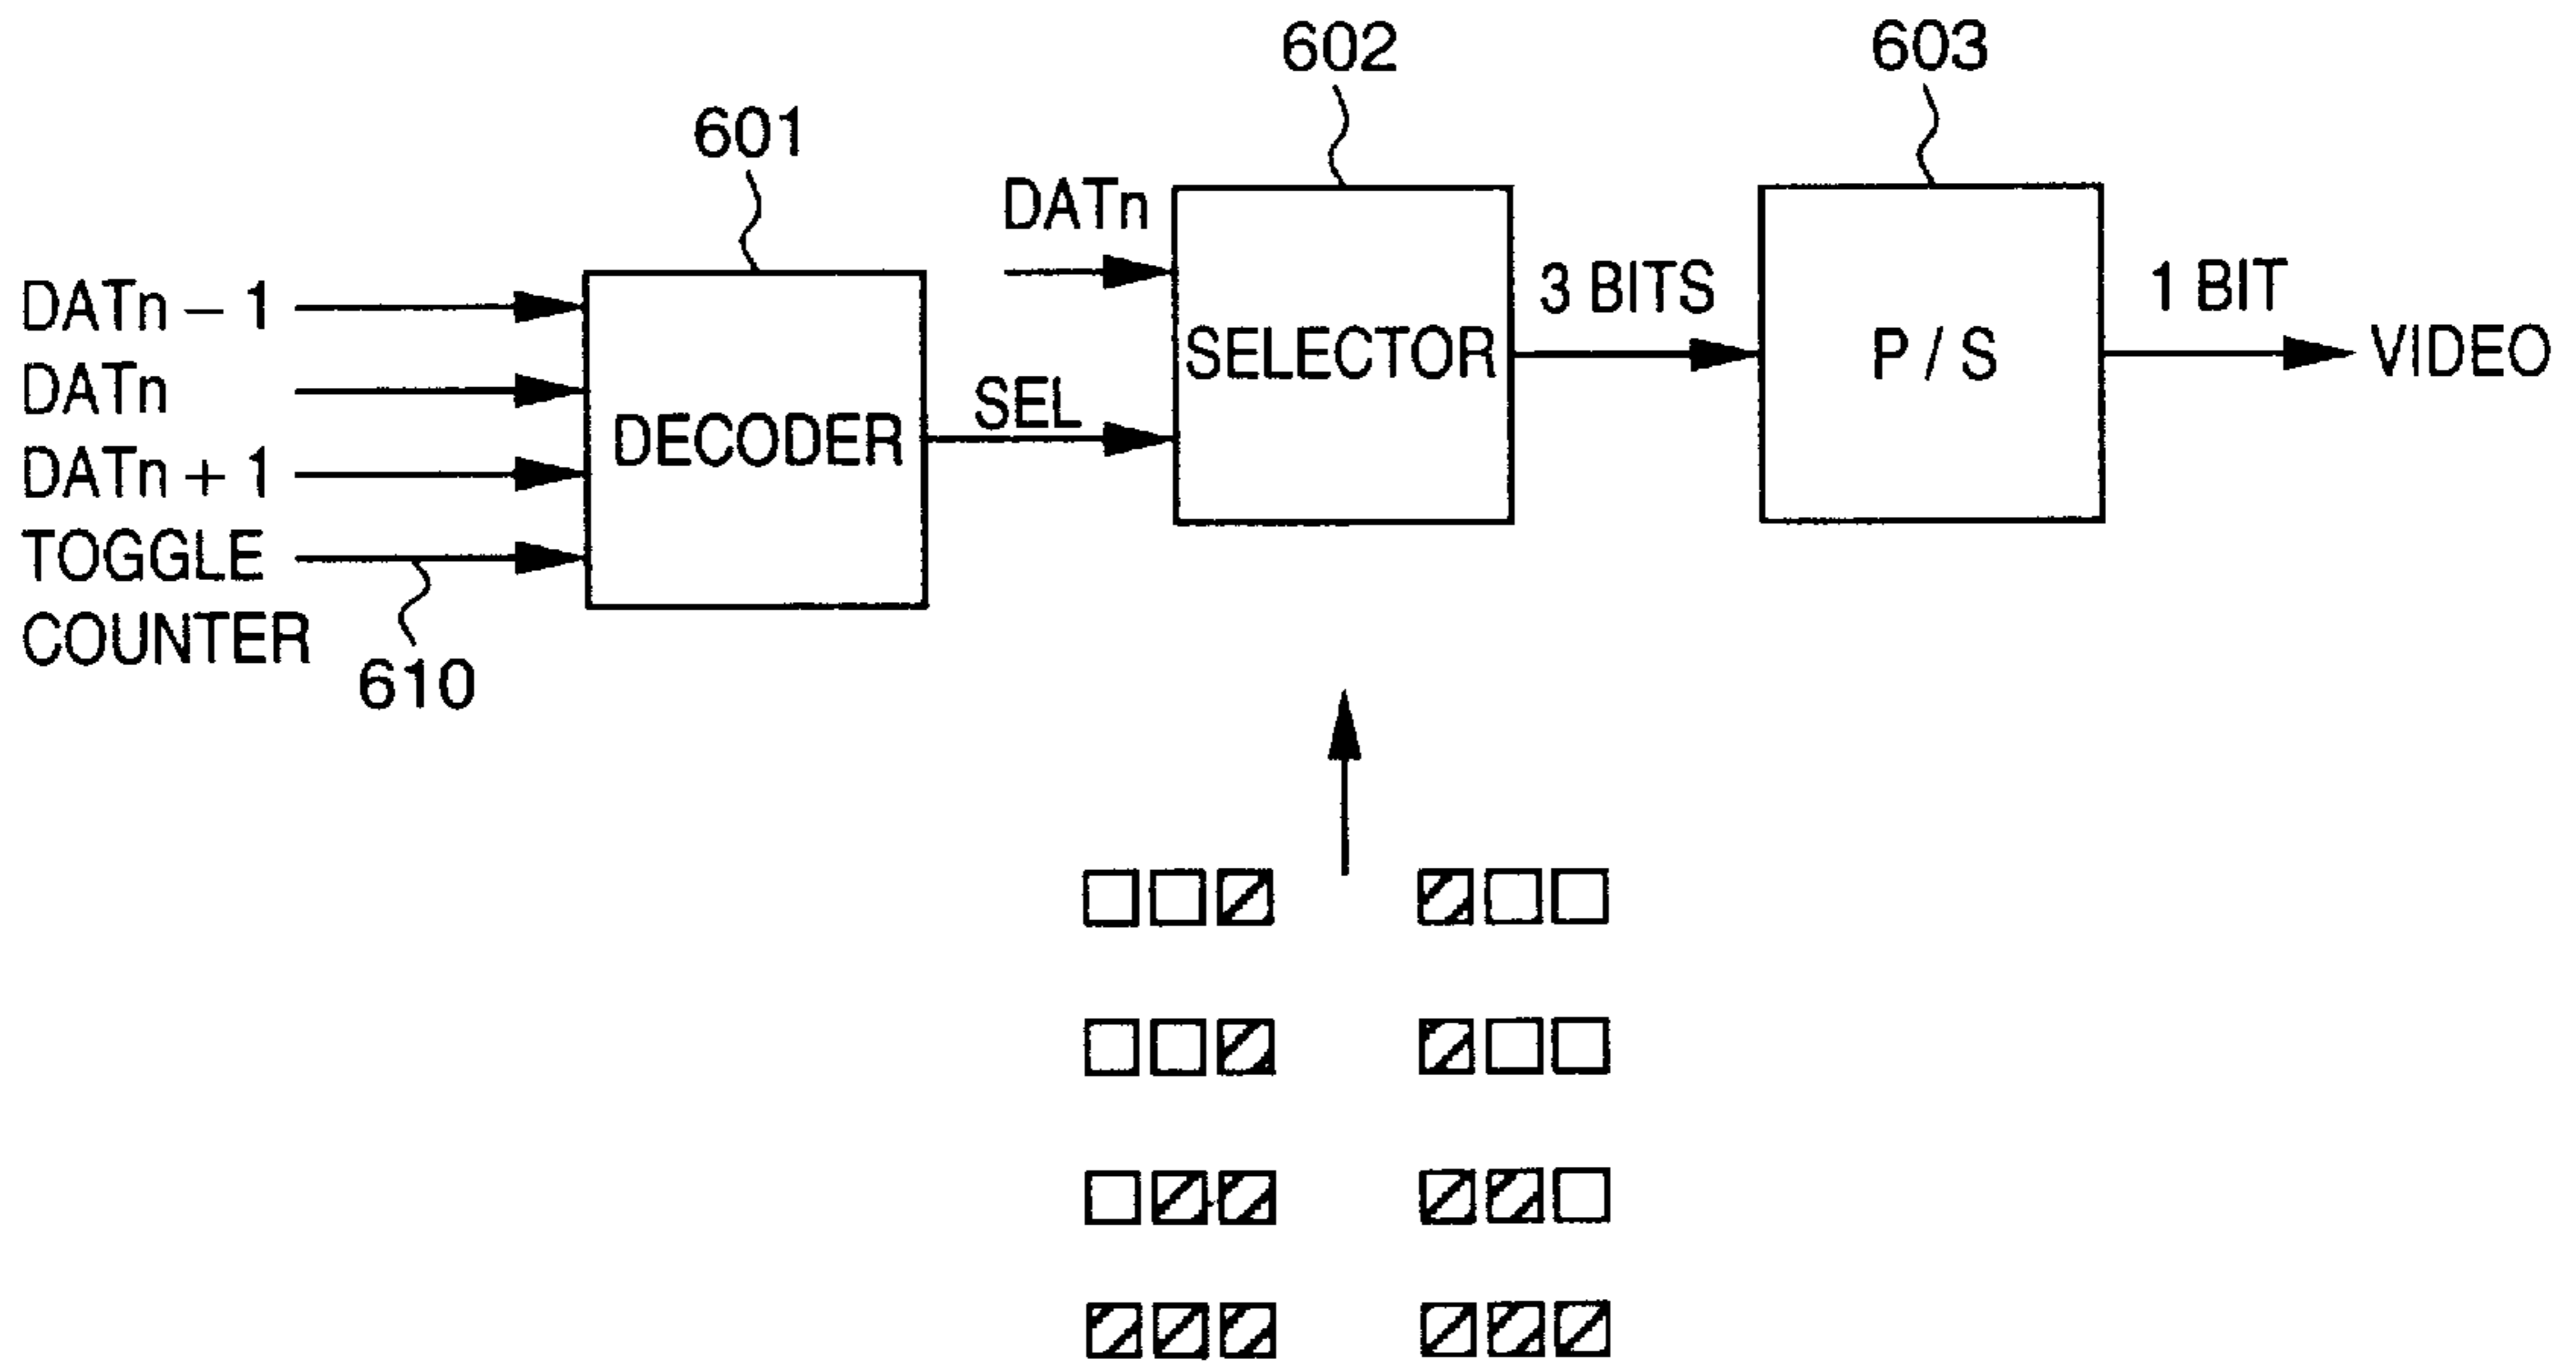 602
603
601
DATn
DATn – 1
3 BITS
1 BIT
SELECTOR
P / S
VIDEO
DATn
SEL
DECODER
DATn + 1
TOGGLE
COUNTER
610